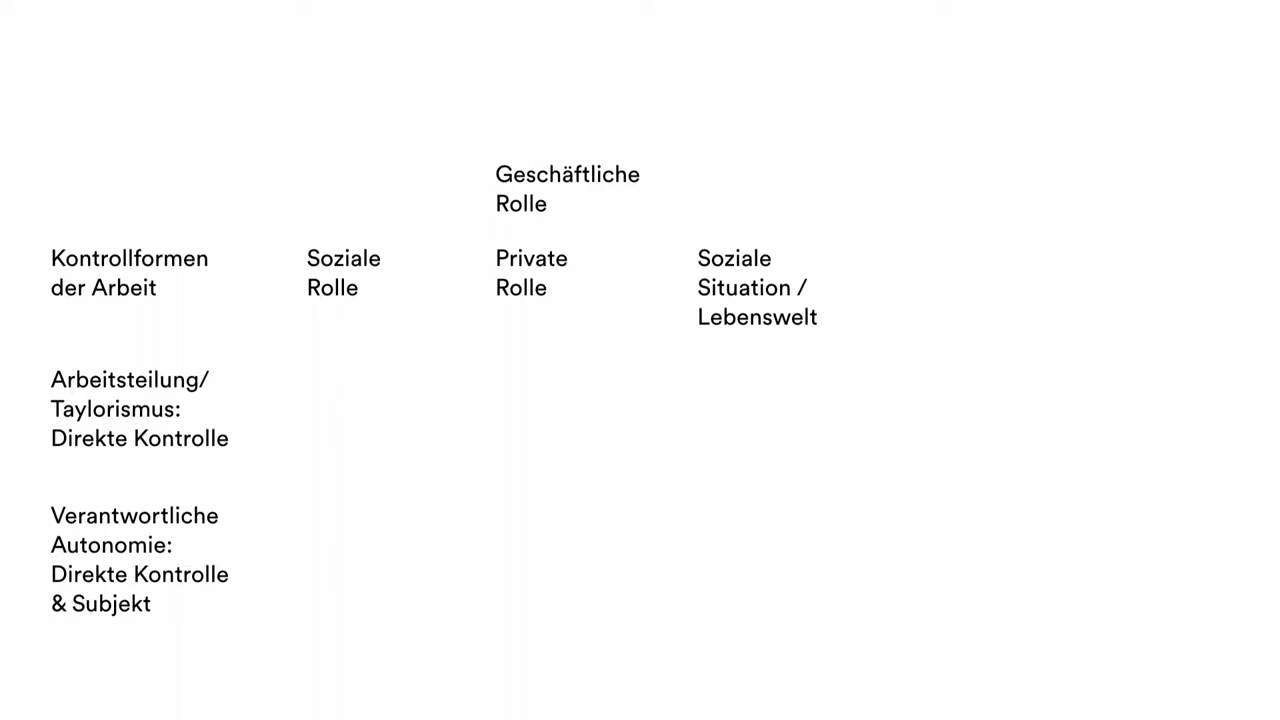 Geschäftliche
Rolle
Kontrollformen
der Arbeit
Soziale
Rolle
Private
Rolle
Soziale
Situation /
Lebenswelt
Arbeitsteilung/
Taylorismus:
Direkte Kontrolle
Verantwortliche
Autonomie:
Direkte Kontrolle
& Subjekt